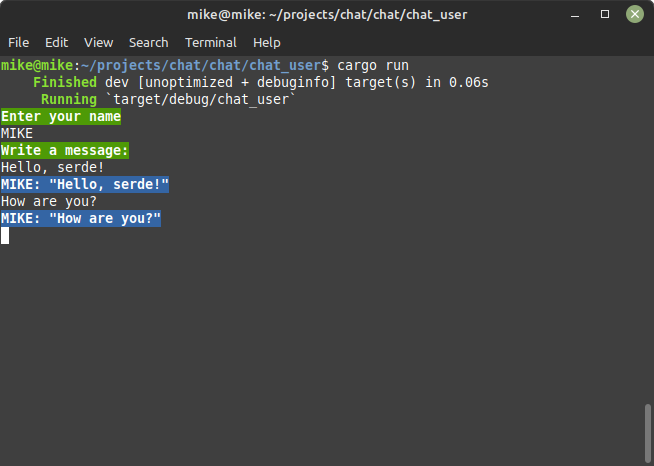 mike@mike: ~/projects/chat/chat/chat_user
File Edit View Search Terminal Help
mike@mike:~/projects/chat/chat/chat_user$ cargo run
    Finished dev [unoptimized + debuginfo] target(s) in 0.06s
     Running `target/debug/chat_user`
Enter your name
MIKE
Write a message:
Hello, serde!
MIKE: "Hello, serde!"
How are you?
MIKE: "How are you?"